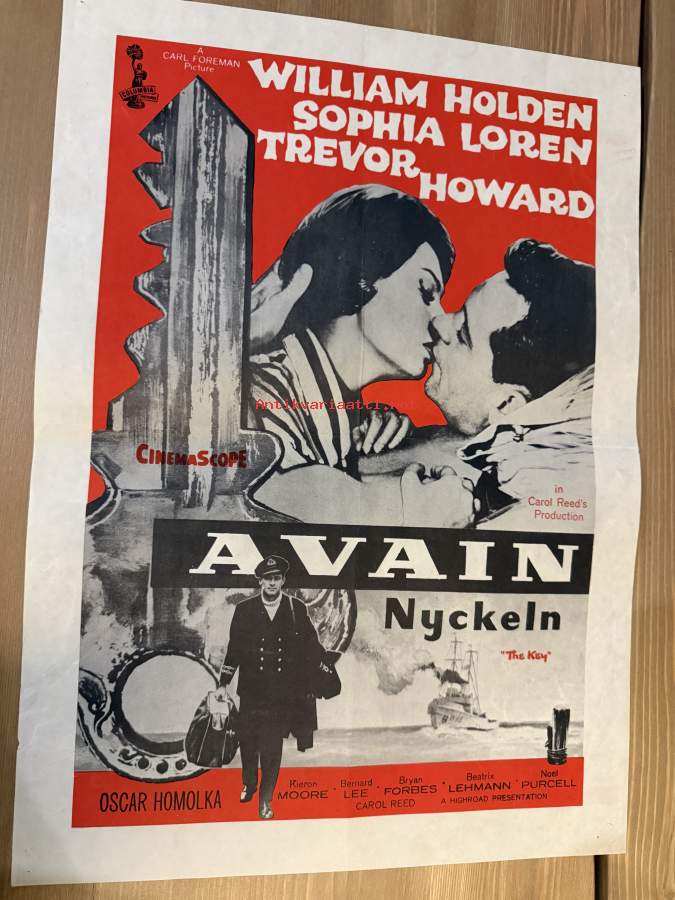 COLUMBIA
A
CARL FOREMAN
Picture
WILLIAM HOLDEN
SOPHIA LOREN
TREVOR
HOWARD
Antikvariaatti.net
CINEMASCOPE
in
Carol Reed's
Production
AVAIN
Nyckeln
"THE KEY"
OSCAR HOMOLKA
Kieron MOORE · Bernard LEE · Bryan FORBES · Beatrix LEHMANN · Noel PURCELL
CAROL REED
A HIGHROAD PRESENTATION